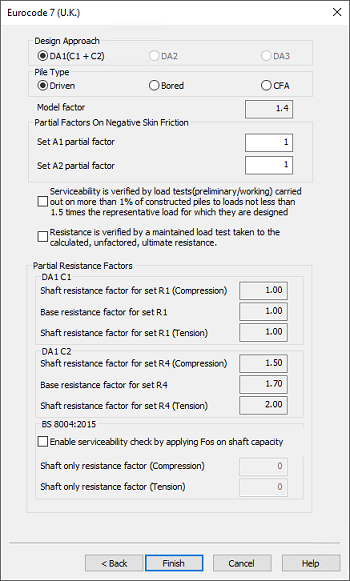 Eurocode 7 (U.K.)
Design Approach
DA1(C1 + C2) DA2 DA3
Pile Type
Driven Bored CFA
Model factor 1.4
Partial Factors On Negative Skin Friction
Set A1 partial factor 1
Set A2 partial factor 1
Serviceability is verified by load tests(preliminary/working) carried
out on more than 1% of constructed piles to loads not less than
1.5 times the representative load for which they are designed
Resistance is verified by a maintained load test taken to the
calculated, unfactored, ultimate resistance.
Partial Resistance Factors
DA1 C1
Shaft resistance factor for set R1 (Compression) 1.00
Base resistance factor for set R1 1.00
Shaft resistance factor for set R1 (Tension) 1.00
DA1 C2
Shaft resistance factor for set R4 (Compression) 1.50
Base resistance factor for set R4 1.70
Shaft resistance factor for set R4 (Tension) 2.00
BS 8004:2015
Enable serviceability check by applying Fos on shaft capacity
Shaft only resistance factor (Compression) 0
Shaft only resistance factor (Tension) 0
< Back Finish Cancel Help